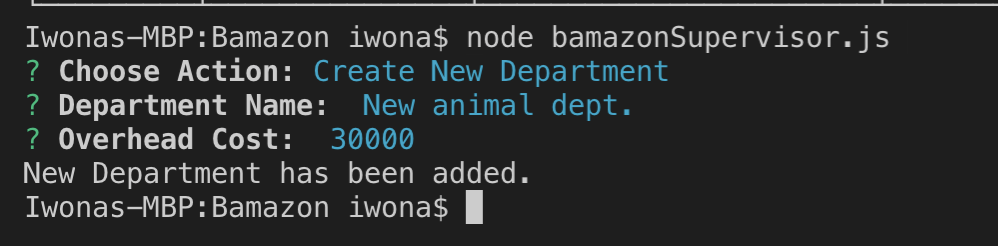 Iwonas-MBP:Bamazon iwona$ node bamazonSupervisor.js
? Choose Action: Create New Department
? Department Name:  New animal dept.
? Overhead Cost:  30000
New Department has been added.
Iwonas-MBP:Bamazon iwona$